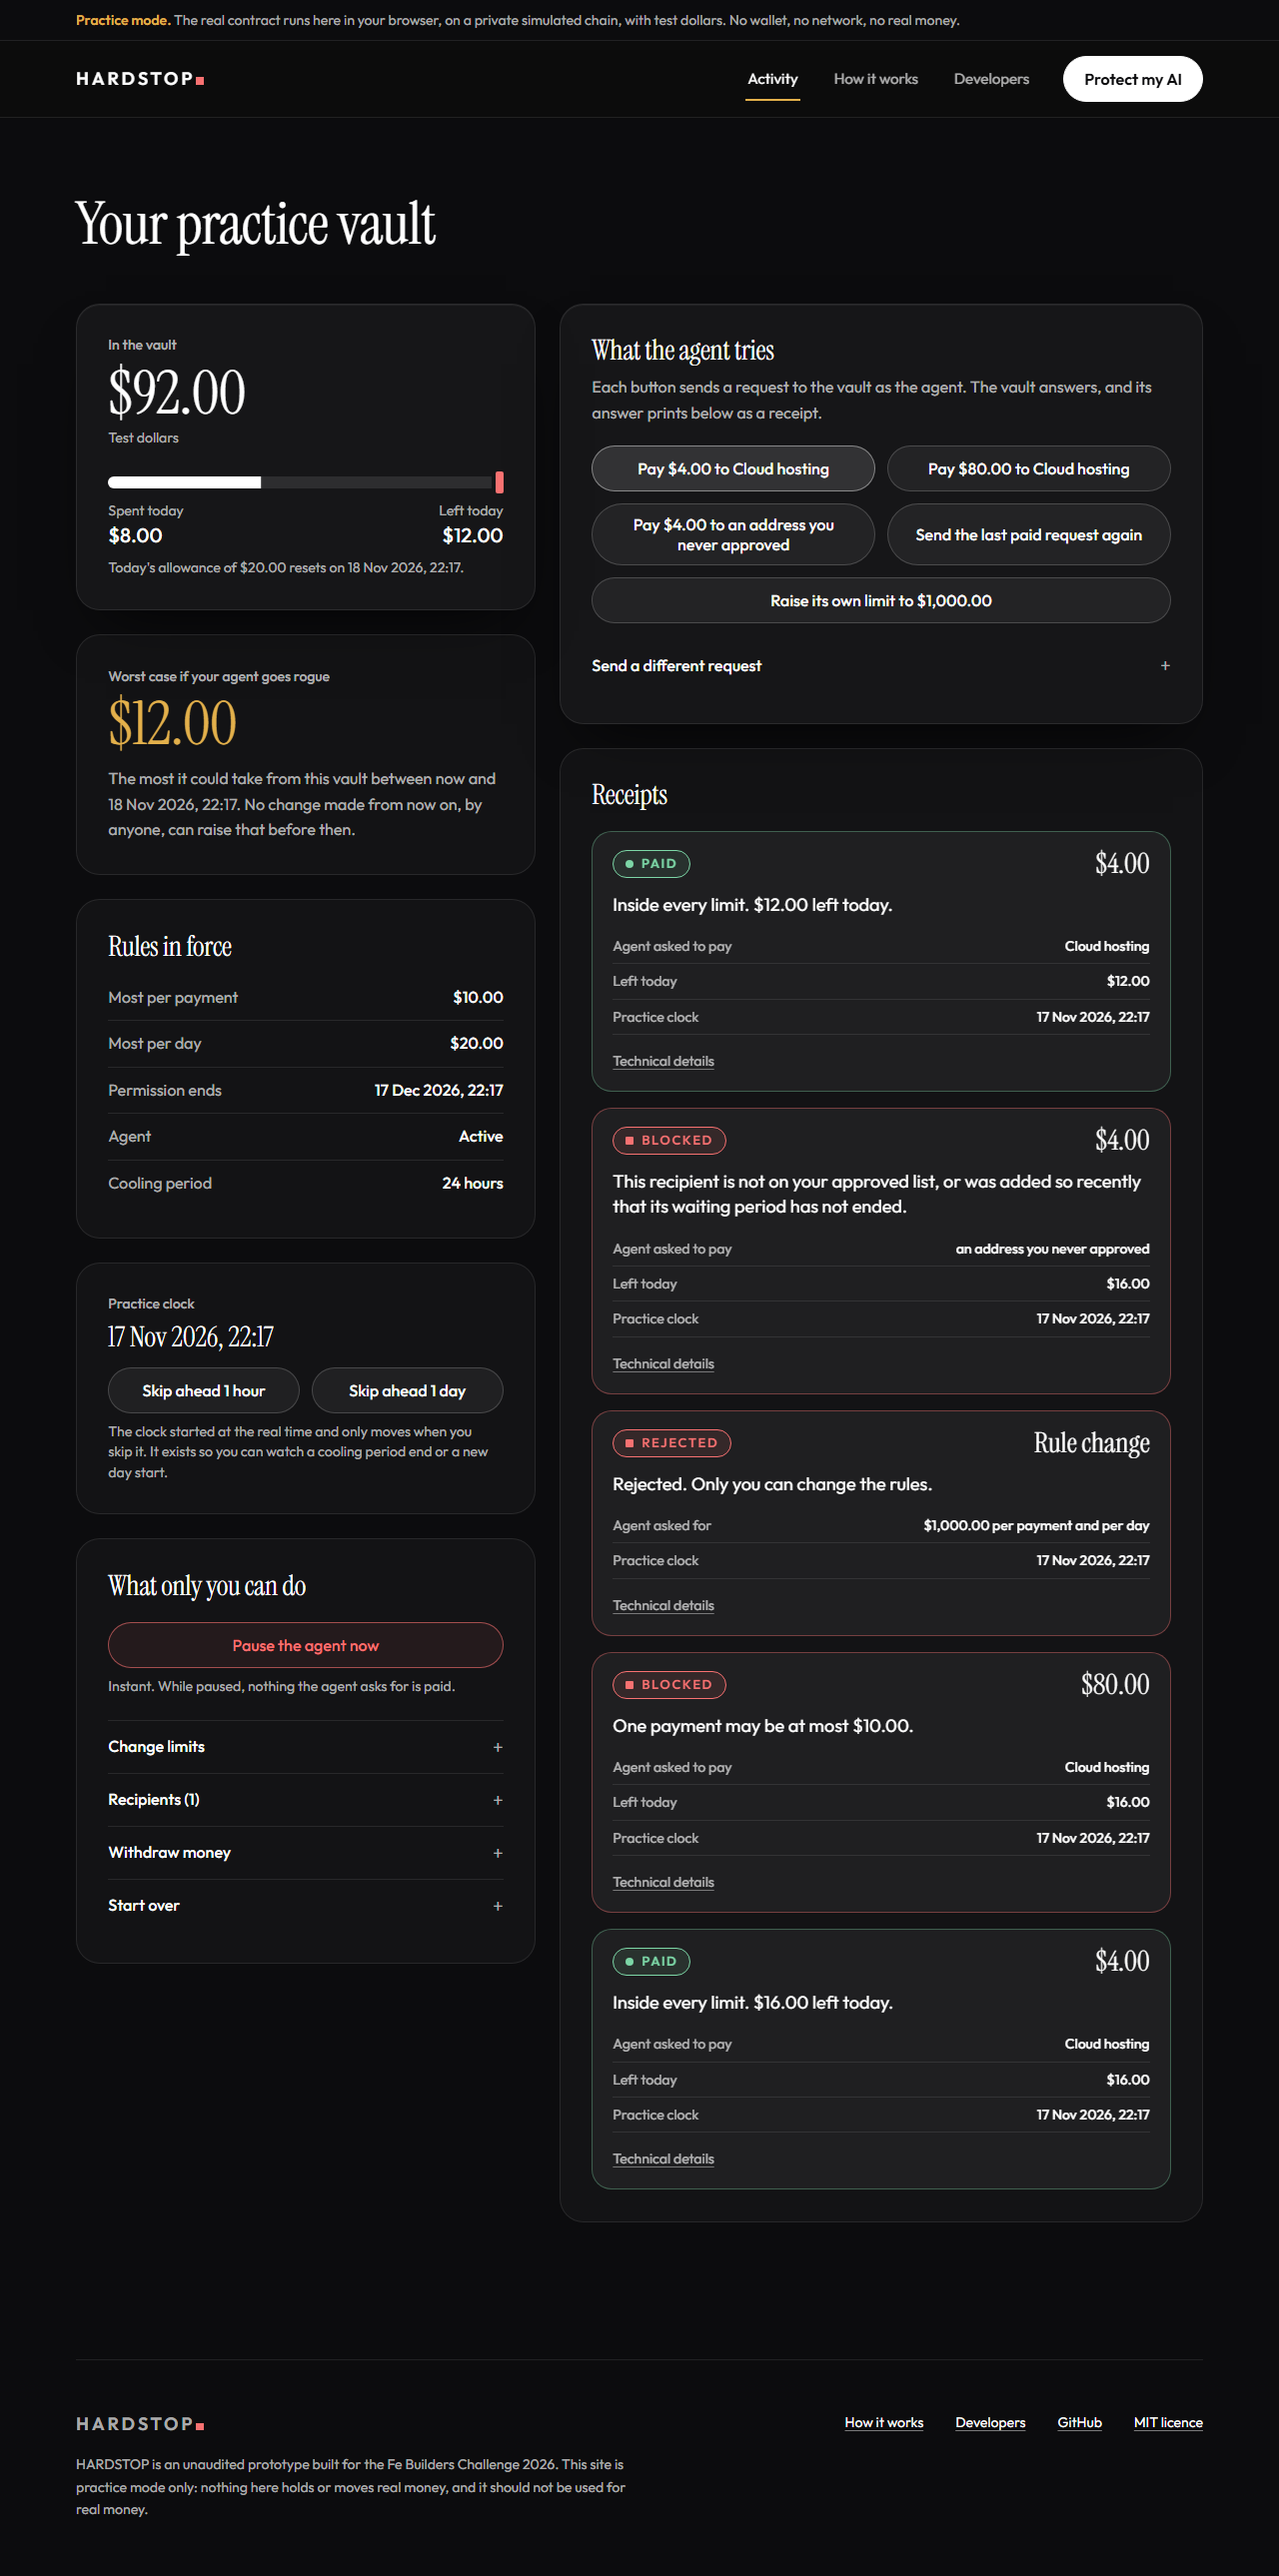 Practice mode. The real contract runs here in your browser, on a private simulated chain, with test dollars. No wallet, no network, no real money.
HARDSTOP
Activity
How it works
Developers
Protect my AI
Your practice vault
In the vault
$92.00
Test dollars
Spent today
Left today
$8.00
$12.00
Today's allowance of $20.00 resets on 18 Nov 2026, 22:17.
Worst case if your agent goes rogue
$12.00
The most it could take from this vault between now and
18 Nov 2026, 22:17. No change made from now on, by
anyone, can raise that before then.
Rules in force
Most per payment
$10.00
Most per day
$20.00
Permission ends
17 Dec 2026, 22:17
Agent
Active
Cooling period
24 hours
Practice clock
17 Nov 2026, 22:17
Skip ahead 1 hour
Skip ahead 1 day
The clock started at the real time and only moves when you
skip it. It exists so you can watch a cooling period end or a new
day start.
What only you can do
Pause the agent now
Instant. While paused, nothing the agent asks for is paid.
Change limits +
Recipients (1) +
Withdraw money +
Start over +
What the agent tries
Each button sends a request to the vault as the agent. The vault answers, and its
answer prints below as a receipt.
Pay $4.00 to Cloud hosting
Pay $80.00 to Cloud hosting
Pay $4.00 to an address you
never approved
Send the last paid request again
Raise its own limit to $1,000.00
Send a different request +
Receipts
PAID
$4.00
Inside every limit. $12.00 left today.
Agent asked to pay
Cloud hosting
Left today
$12.00
Practice clock
17 Nov 2026, 22:17
Technical details
BLOCKED
$4.00
This recipient is not on your approved list, or was added so recently
that its waiting period has not ended.
Agent asked to pay
an address you never approved
Left today
$16.00
Practice clock
17 Nov 2026, 22:17
Technical details
REJECTED
Rule change
Rejected. Only you can change the rules.
Agent asked for
$1,000.00 per payment and per day
Practice clock
17 Nov 2026, 22:17
Technical details
BLOCKED
$80.00
One payment may be at most $10.00.
Agent asked to pay
Cloud hosting
Left today
$16.00
Practice clock
17 Nov 2026, 22:17
Technical details
PAID
$4.00
Inside every limit. $16.00 left today.
Agent asked to pay
Cloud hosting
Left today
$16.00
Practice clock
17 Nov 2026, 22:17
Technical details
HARDSTOP
How it works
Developers
GitHub
MIT licence
HARDSTOP is an unaudited prototype built for the Fe Builders Challenge 2026. This site is
practice mode only: nothing here holds or moves real money, and it should not be used for
real money.